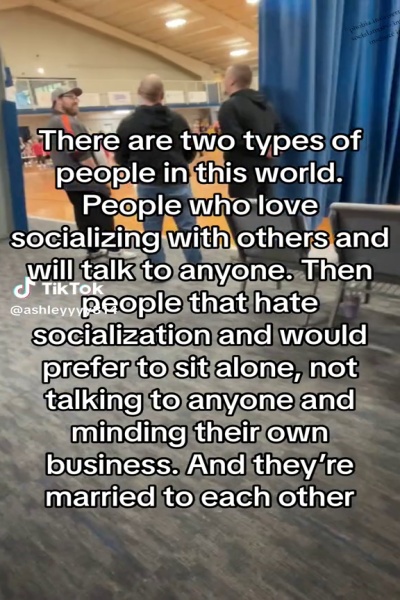 There are two types of
people in this world.
People who love
socializing with others and
will talk to anyone. Then
TikTok
people that hate
socialization and would
prefer to sit alone, not
talking to anyone and
minding their own
business. And they're
married to each other